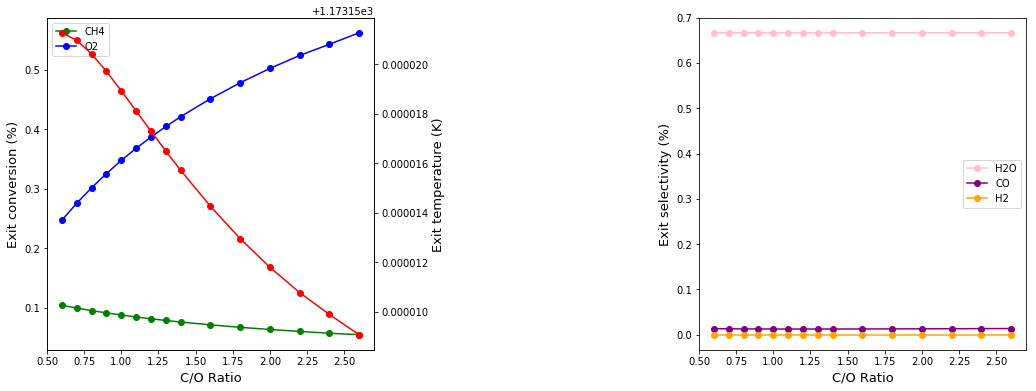 +1.17315e3
CH4
O2
0.5
0.4
0.3
0.2
0.1
Exit conversion (%)
0.000020
0.000018
0.000016
0.000014
0.000012
0.000010
Exit temperature (K)
0.50 0.75 1.00 1.25 1.50 1.75 2.00 2.25 2.50
C/O Ratio
0.7
0.6
0.5
0.4
0.3
0.2
0.1
0.0
Exit selectivity (%)
H2O
CO
H2
0.50 0.75 1.00 1.25 1.50 1.75 2.00 2.25 2.50
C/O Ratio